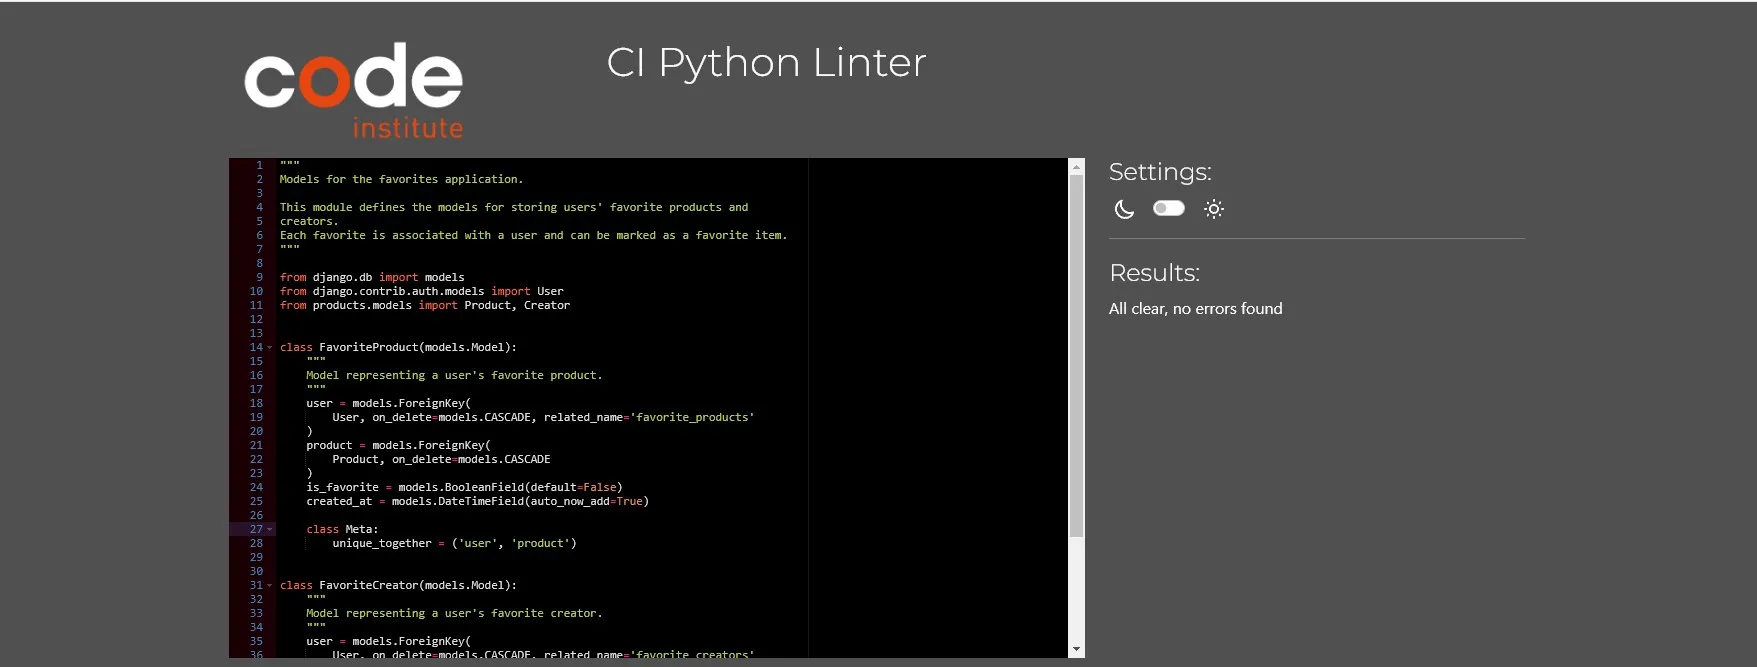 code
institute
CI Python Linter
1 """
2 Models for the favorites application.
3
4 This module defines the models for storing users' favorite products and
5 creators.
6 Each favorite is associated with a user and can be marked as a favorite item.
7 """
8
9 from django.db import models
10 from django.contrib.auth.models import User
11 from products.models import Product, Creator
12
13
14 class FavoriteProduct(models.Model):
15     """
16     Model representing a user's favorite product.
17     """
18     user = models.ForeignKey(
19         User, on_delete=models.CASCADE, related_name='favorite_products'
20     )
21     product = models.ForeignKey(
22         Product, on_delete=models.CASCADE
23     )
24     is_favorite = models.BooleanField(default=False)
25     created_at = models.DateTimeField(auto_now_add=True)
26
27     class Meta:
28         unique_together = ('user', 'product')
29
30
31 class FavoriteCreator(models.Model):
32     """
33     Model representing a user's favorite creator.
34     """
35     user = models.ForeignKey(
36         User, on_delete=models.CASCADE, related_name='favorite_creators'
Settings:
Results:
All clear, no errors found